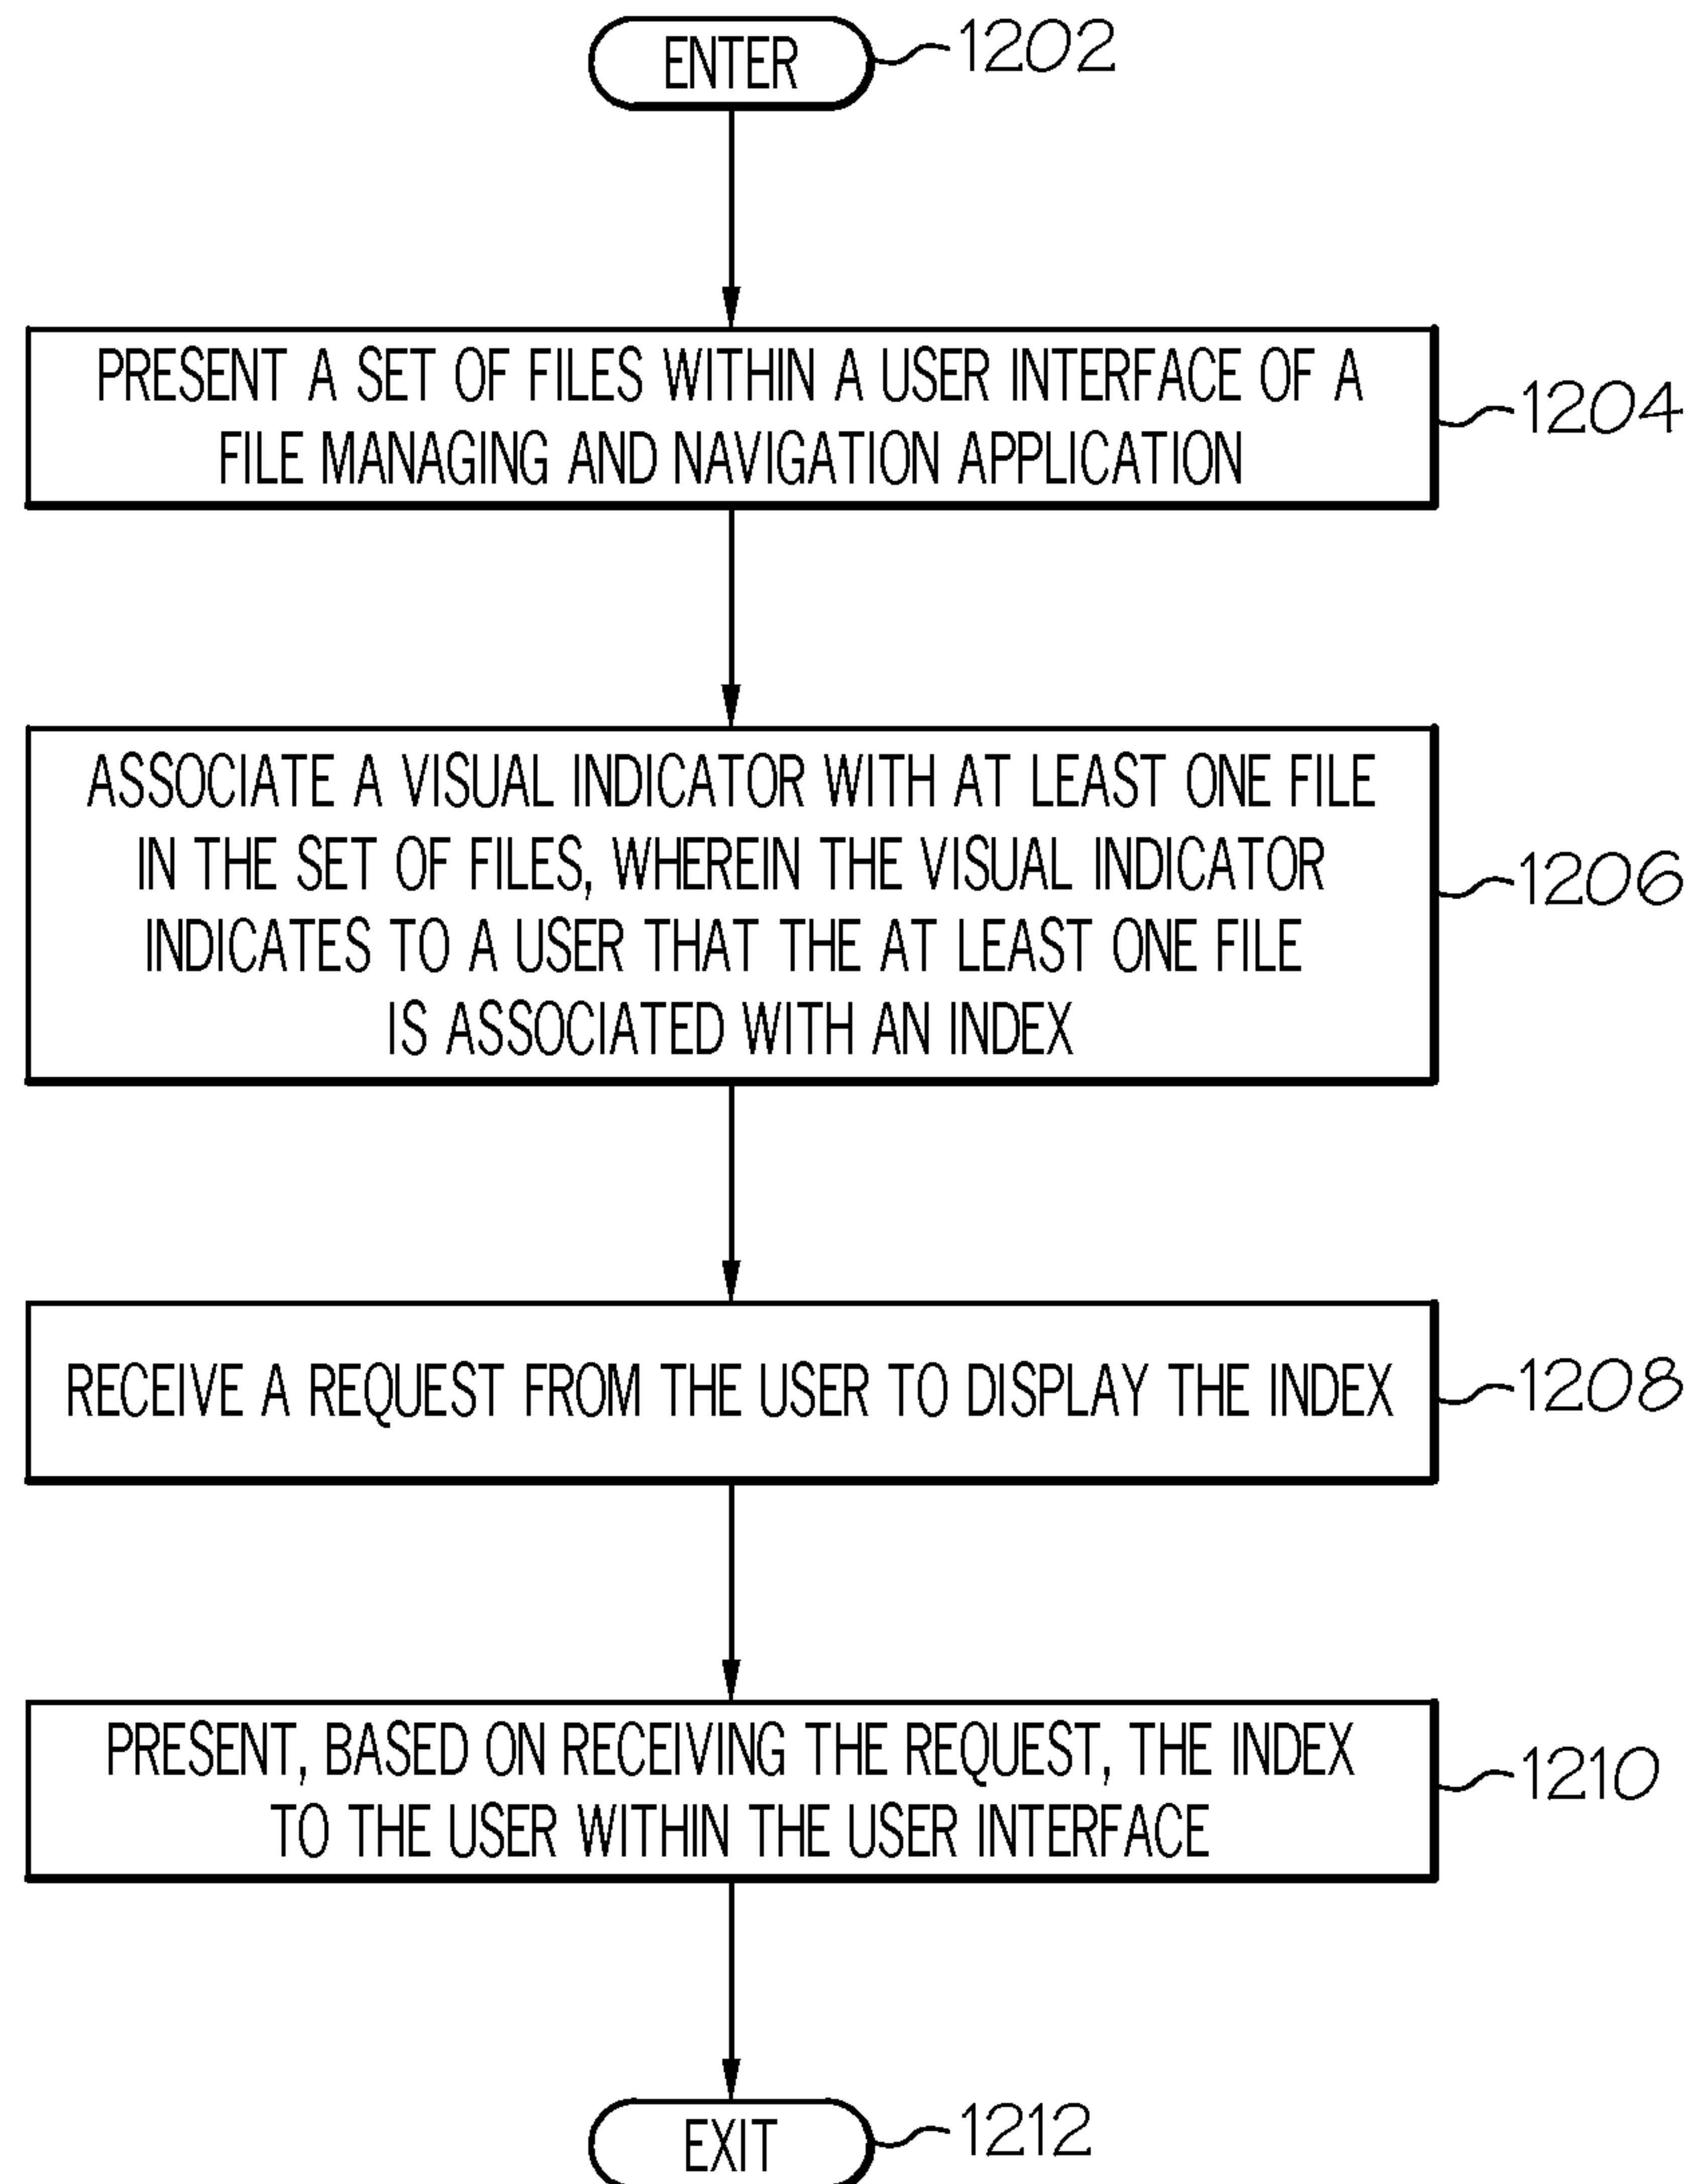 ENTER 1202
PRESENT A SET OF FILES WITHIN A USER INTERFACE OF A
FILE MANAGING AND NAVIGATION APPLICATION
1204
ASSOCIATE A VISUAL INDICATOR WITH AT LEAST ONE FILE
IN THE SET OF FILES, WHEREIN THE VISUAL INDICATOR
INDICATES TO A USER THAT THE AT LEAST ONE FILE
IS ASSOCIATED WITH AN INDEX
1206
RECEIVE A REQUEST FROM THE USER TO DISPLAY THE INDEX
1208
PRESENT, BASED ON RECEIVING THE REQUEST, THE INDEX
TO THE USER WITHIN THE USER INTERFACE
1210
EXIT 1212